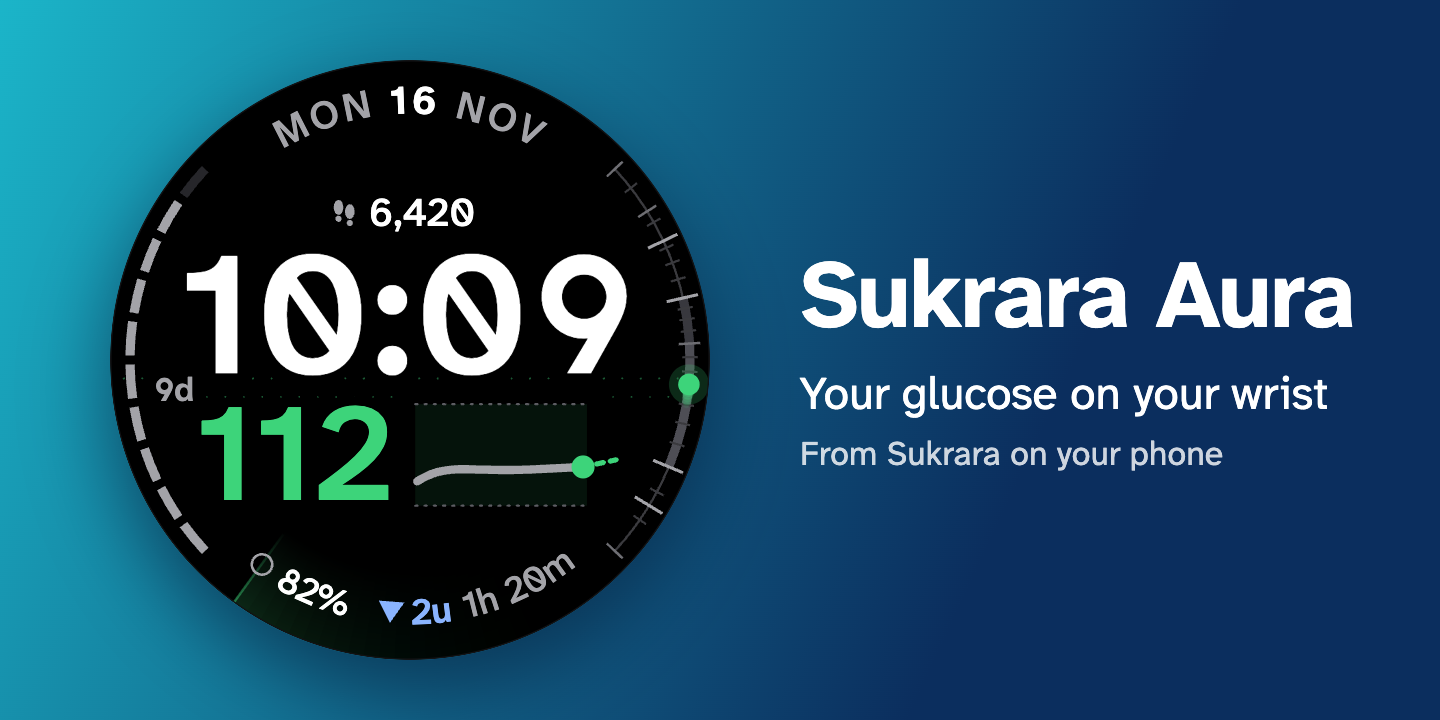 MON 16 NOV
6,420
10:09
9d
112
82%
2u 1h 20m
Sukrara Aura
Your glucose on your wrist
From Sukrara on your phone